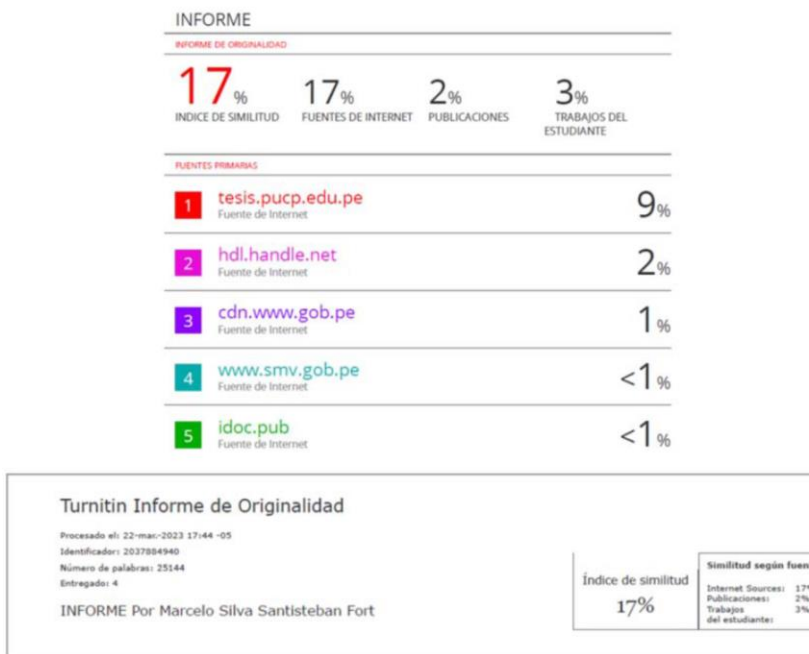 INFORME
INFORME DE ORIGINALIDAD
17% 17% 2% 3%
INDICE DE SIMILITUD FUENTES DE INTERNET PUBLICACIONES TRABAJOS DEL
ESTUDIANTE
FUENTES PRIMARIAS
1 tesis.pucp.edu.pe 9%
Fuente de Internet
2 hdl.handle.net 2%
Fuente de Internet
3 cdn.www.gob.pe 1%
Fuente de Internet
4 www.smv.gob.pe <1%
Fuente de Internet
5 idoc.pub <1%
Fuente de Internet
Turnitin Informe de Originalidad
Procesado el: 22-mar.-2023 17:44 -05
Identificador: 2037884940
Número de palabras: 25144
Entregado: 4
INFORME Por Marcelo Silva Santisteban Fort
Índice de similitud
17%
Similitud según fuen
Internet Sources: 17%
Publicaciones: 2%
Trabajos 3%
del estudiante: